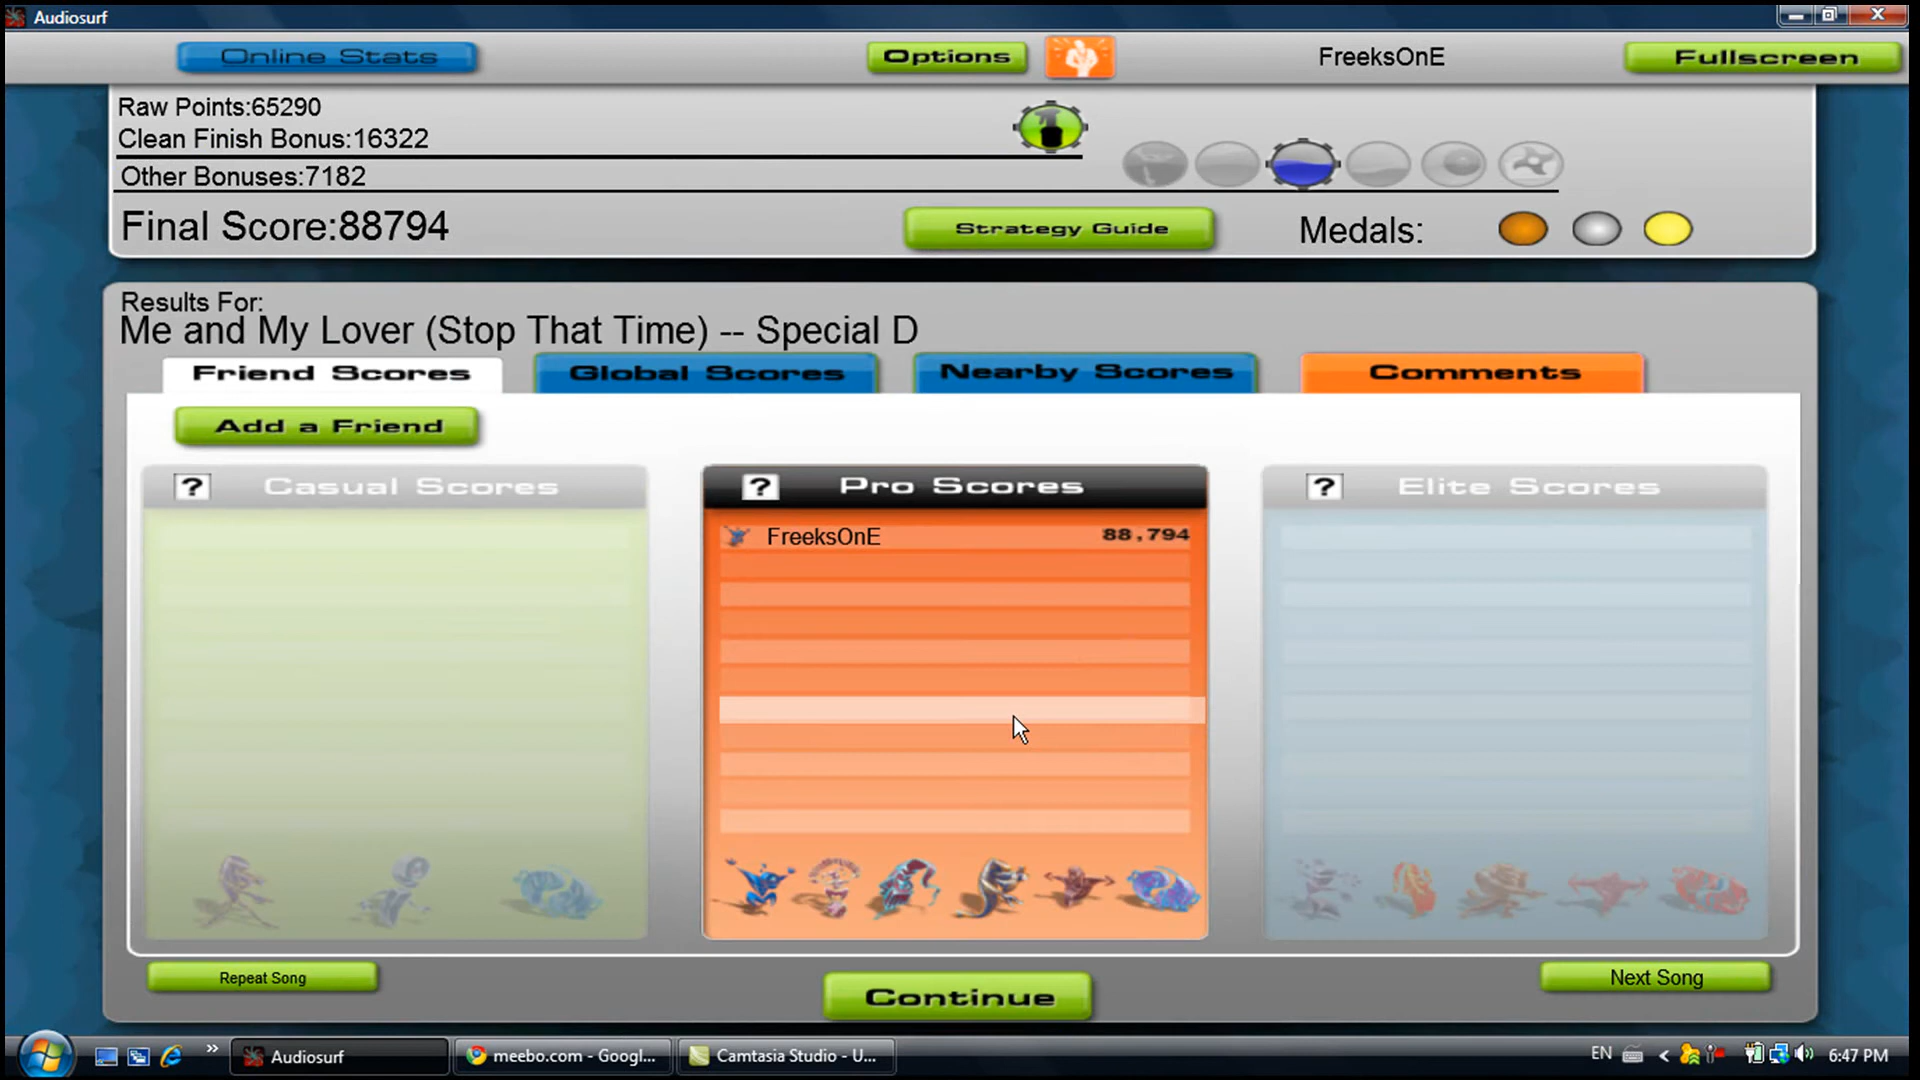 Audiosurf
Online Stats
Options
FreeksOnE
Fullscreen
Raw Points:65290
Clean Finish Bonus:16322
Other Bonuses:7182
Final Score:88794
Strategy Guide
Medals:
Results For:
Me and My Lover (Stop That Time) -- Special D
Friend Scores
Global Scores
Nearby Scores
Comments
Add a Friend
? Casual Scores
? Pro Scores
? Elite Scores
FreeksOnE 88,794
Repeat Song
Continue
Next Song
Audiosurf
meebo.com - Googl...
Camtasia Studio - U...
EN
6:47 PM